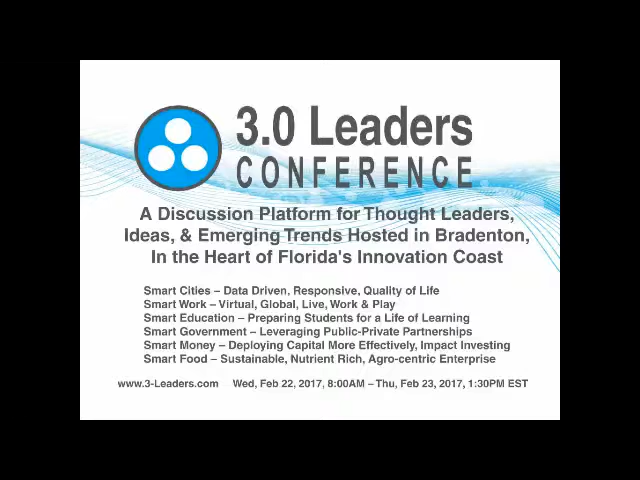 3.0 Leaders
CONFERENCE
A Discussion Platform for Thought Leaders,
Ideas, & Emerging Trends Hosted in Bradenton,
In the Heart of Florida's Innovation Coast
Smart Cities – Data Driven, Responsive, Quality of Life
Smart Work – Virtual, Global, Live, Work & Play
Smart Education – Preparing Students for a Life of Learning
Smart Government – Leveraging Public-Private Partnerships
Smart Money – Deploying Capital More Effectively, Impact Investing
Smart Food – Sustainable, Nutrient Rich, Agro-centric Enterprise
www.3-Leaders.com Wed, Feb 22, 2017, 8:00AM – Thu, Feb 23, 2017, 1:30PM EST